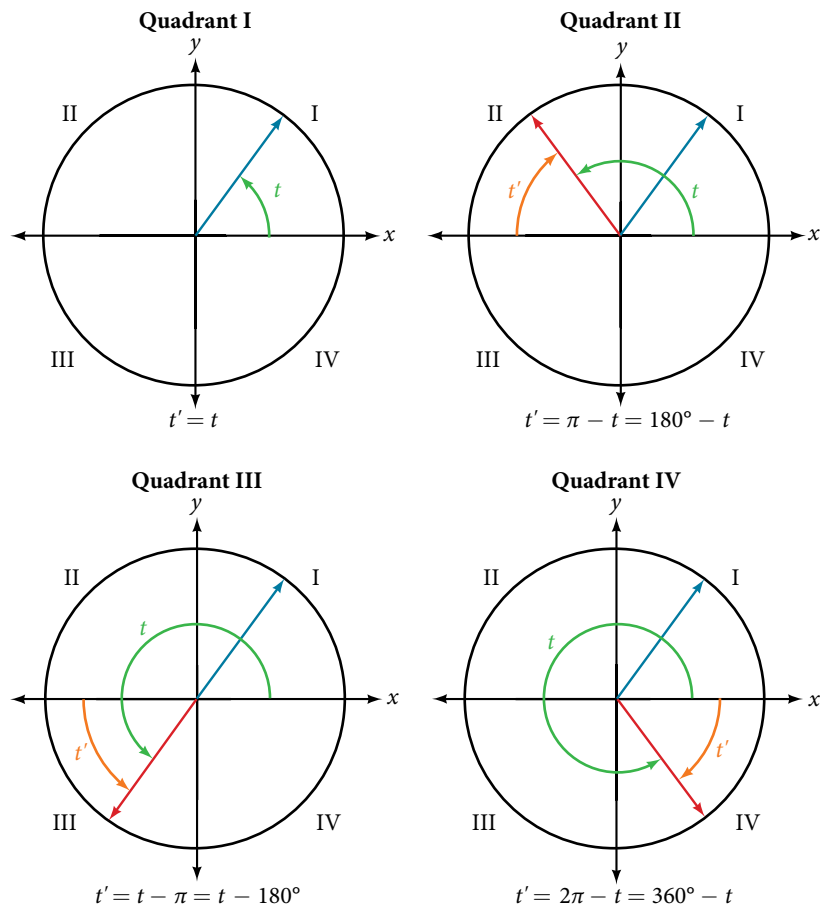 Quadrant I
y
II
I
t
x
III
IV
t′ = t
Quadrant II
y
II
I
t′
t
x
III
IV
t′ = π − t = 180° − t
Quadrant III
y
II
I
t
x
t′
III
IV
t′ = t − π = t − 180°
Quadrant IV
y
II
I
t
x
t′
III
IV
t′ = 2π − t = 360° − t